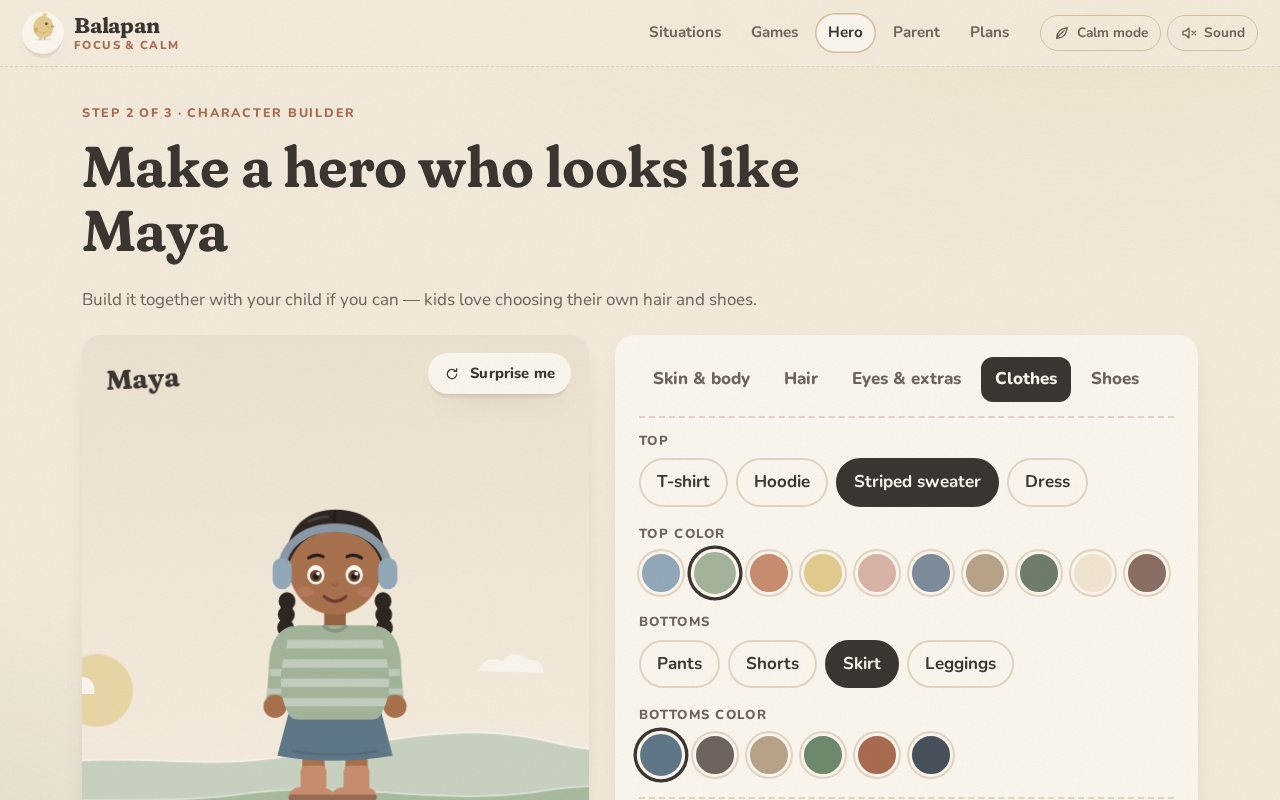 Balapan
FOCUS & CALM
Situations
Games
Hero
Parent
Plans
Calm mode
Sound
STEP 2 OF 3 · CHARACTER BUILDER
Make a hero who looks like
Maya
Build it together with your child if you can — kids love choosing their own hair and shoes.
Maya
Surprise me
Skin & body
Hair
Eyes & extras
Clothes
Shoes
TOP
T-shirt
Hoodie
Striped sweater
Dress
TOP COLOR
BOTTOMS
Pants
Shorts
Skirt
Leggings
BOTTOMS COLOR